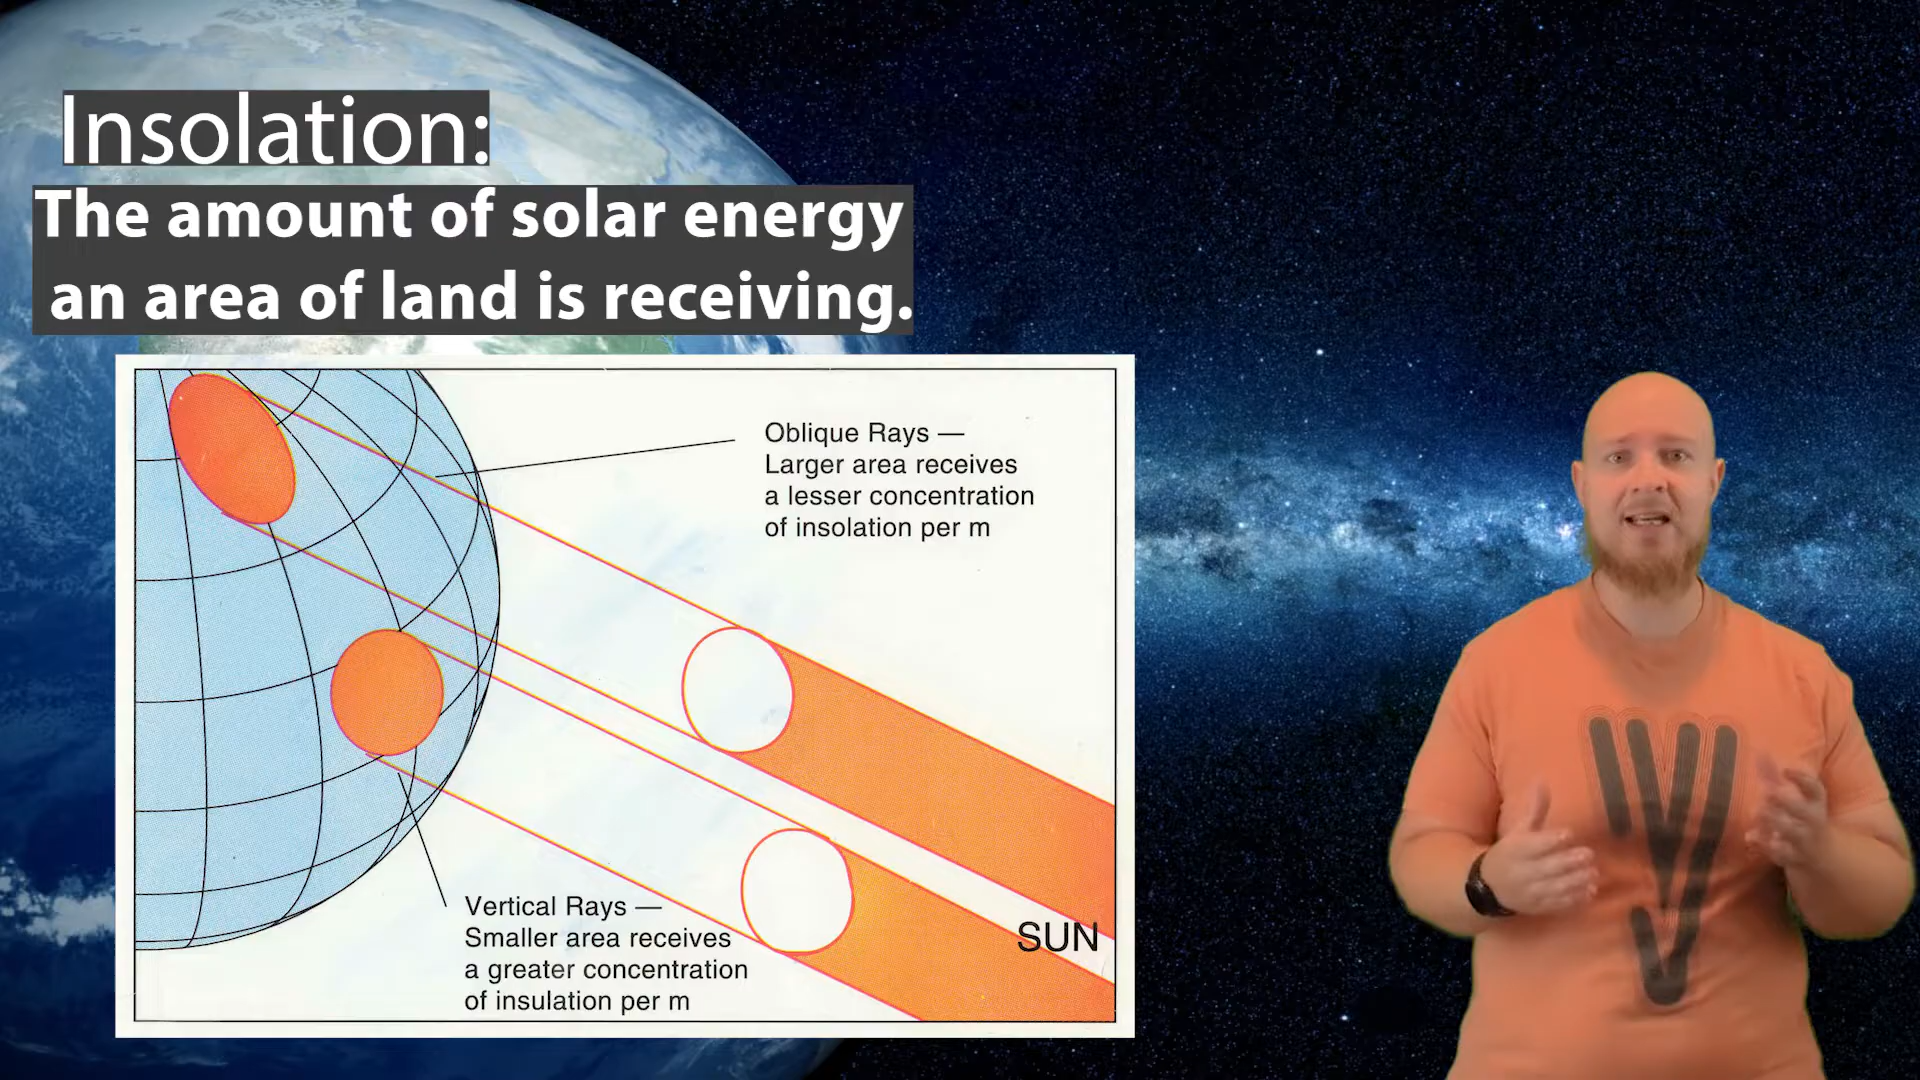 Insolation:
The amount of solar energy
an area of land is receiving.
Oblique Rays —
Larger area receives
a lesser concentration
of insolation per m
Vertical Rays —
Smaller area receives
a greater concentration
of insulation per m
SUN